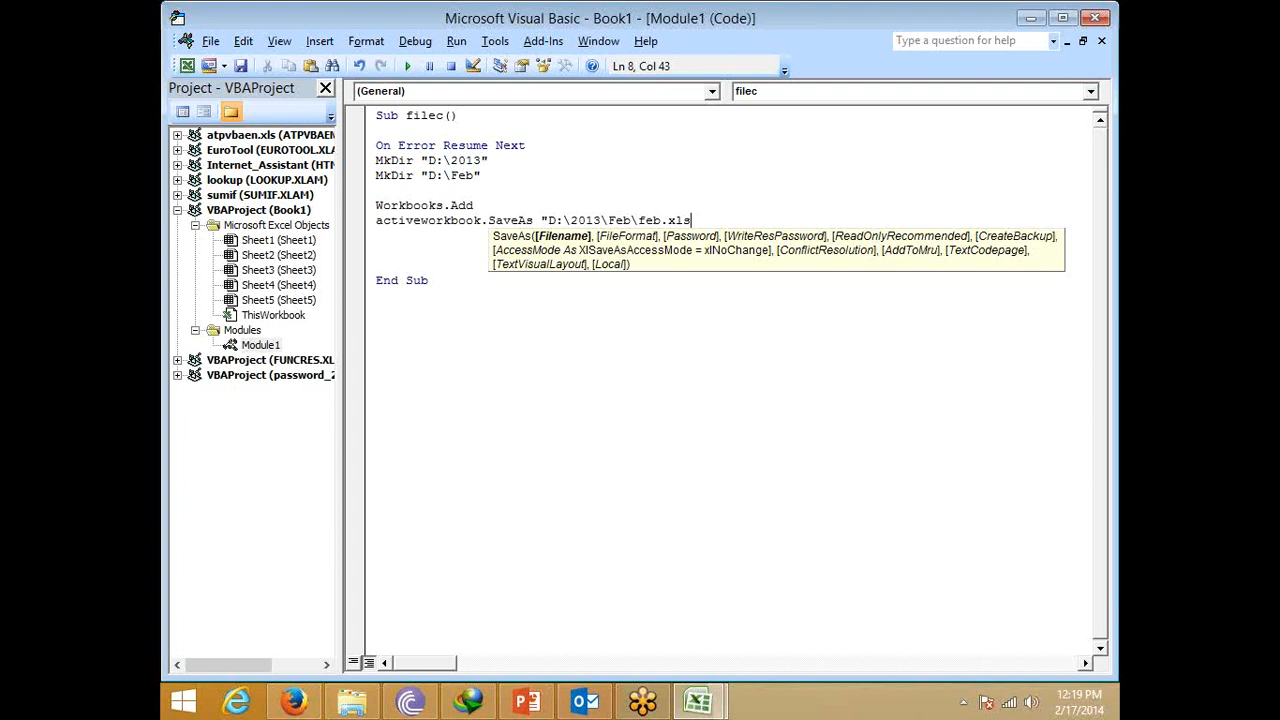 Microsoft Visual Basic - Book1 - [Module1 (Code)]
File Edit View Insert Format Debug Run Tools Add-Ins Window Help
Type a question for help
Ln 8, Col 43
Project - VBAProject
(General)
filec
atpvbaen.xls (ATPVBAEN
EuroTool (EUROTOOL.XLA
Internet_Assistant (HTN
lookup (LOOKUP.XLAM)
sumif (SUMIF.XLAM)
VBAProject (Book1)
Microsoft Excel Objects
Sheet1 (Sheet1)
Sheet2 (Sheet2)
Sheet3 (Sheet3)
Sheet4 (Sheet4)
Sheet5 (Sheet5)
ThisWorkbook
Modules
Module1
VBAProject (FUNCRES.XL
VBAProject (password_2
Sub filec()
On Error Resume Next
MkDir "D:\2013"
MkDir "D:\Feb"
Workbooks.Add
activeworkbook.SaveAs "D:\2013\Feb\feb.xls
SaveAs([Filename], [FileFormat], [Password], [WriteResPassword], [ReadOnlyRecommended], [CreateBackup],
[AccessMode As XlSaveAsAccessMode = xlNoChange], [ConflictResolution], [AddToMru], [TextCodepage],
[TextVisualLayout], [Local])
End Sub
12:19 PM
2/17/2014